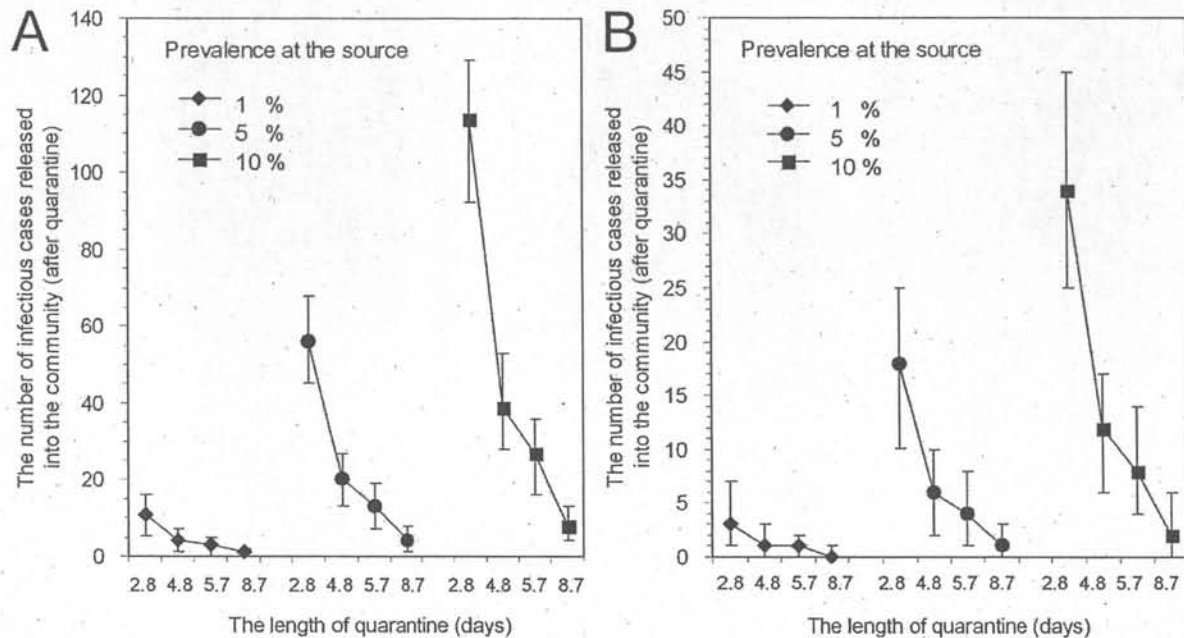 A
Prevalence at the source
1 %
5 %
10 %
The number of infectious cases released
into the community (after quarantine)
140
120
100
80
60
40
20
0
2.8 4.8 5.7 8.7 2.8 4.8 5.7 8.7 2.8 4.8 5.7 8.7
The length of quarantine (days)
B
Prevalence at the source
1 %
5 %
10 %
The number of infectious cases released
into the community (after quarantine)
50
45
40
35
30
25
20
15
10
5
0
2.8 4.8 5.7 8.7 2.8 4.8 5.7 8.7 2.8 4.8 5.7 8.7
The length of quarantine (days)